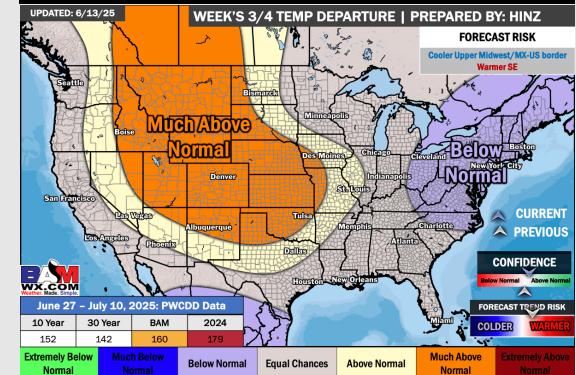 UPDATED: 6/13/25
WEEK'S 3/4 TEMP DEPARTURE | PREPARED BY: HINZ
FORECAST RISK
Cooler Upper Midwest/MX-US border
Warmer SE
Seattle
Bismarck
Minneapolis
Much Above
Normal
Boise
Des Moines
Chicago
Cleveland
Below
Normal
Boston
New York City
Denver
St. Louis
Indianapolis
San Francisco
Las Vegas
Tulsa
Memphis
Charlotte
Albuquerque
Los Angeles
Phoenix
Dallas
Atlanta
Houston
New Orleans
Miami
CURRENT
PREVIOUS
CONFIDENCE
Below Normal
Above Normal
FORECAST TREND RISK
COLDER
WARMER
BAM
WX.COM
Weather. Made. Simple.
June 27 – July 10, 2025: PWCDD Data
10 Year 30 Year BAM 2024
152 142 160 179
Extremely Below
Normal
Much Below
Normal
Below Normal
Equal Chances
Above Normal
Much Above
Normal
Extremely Above
Normal